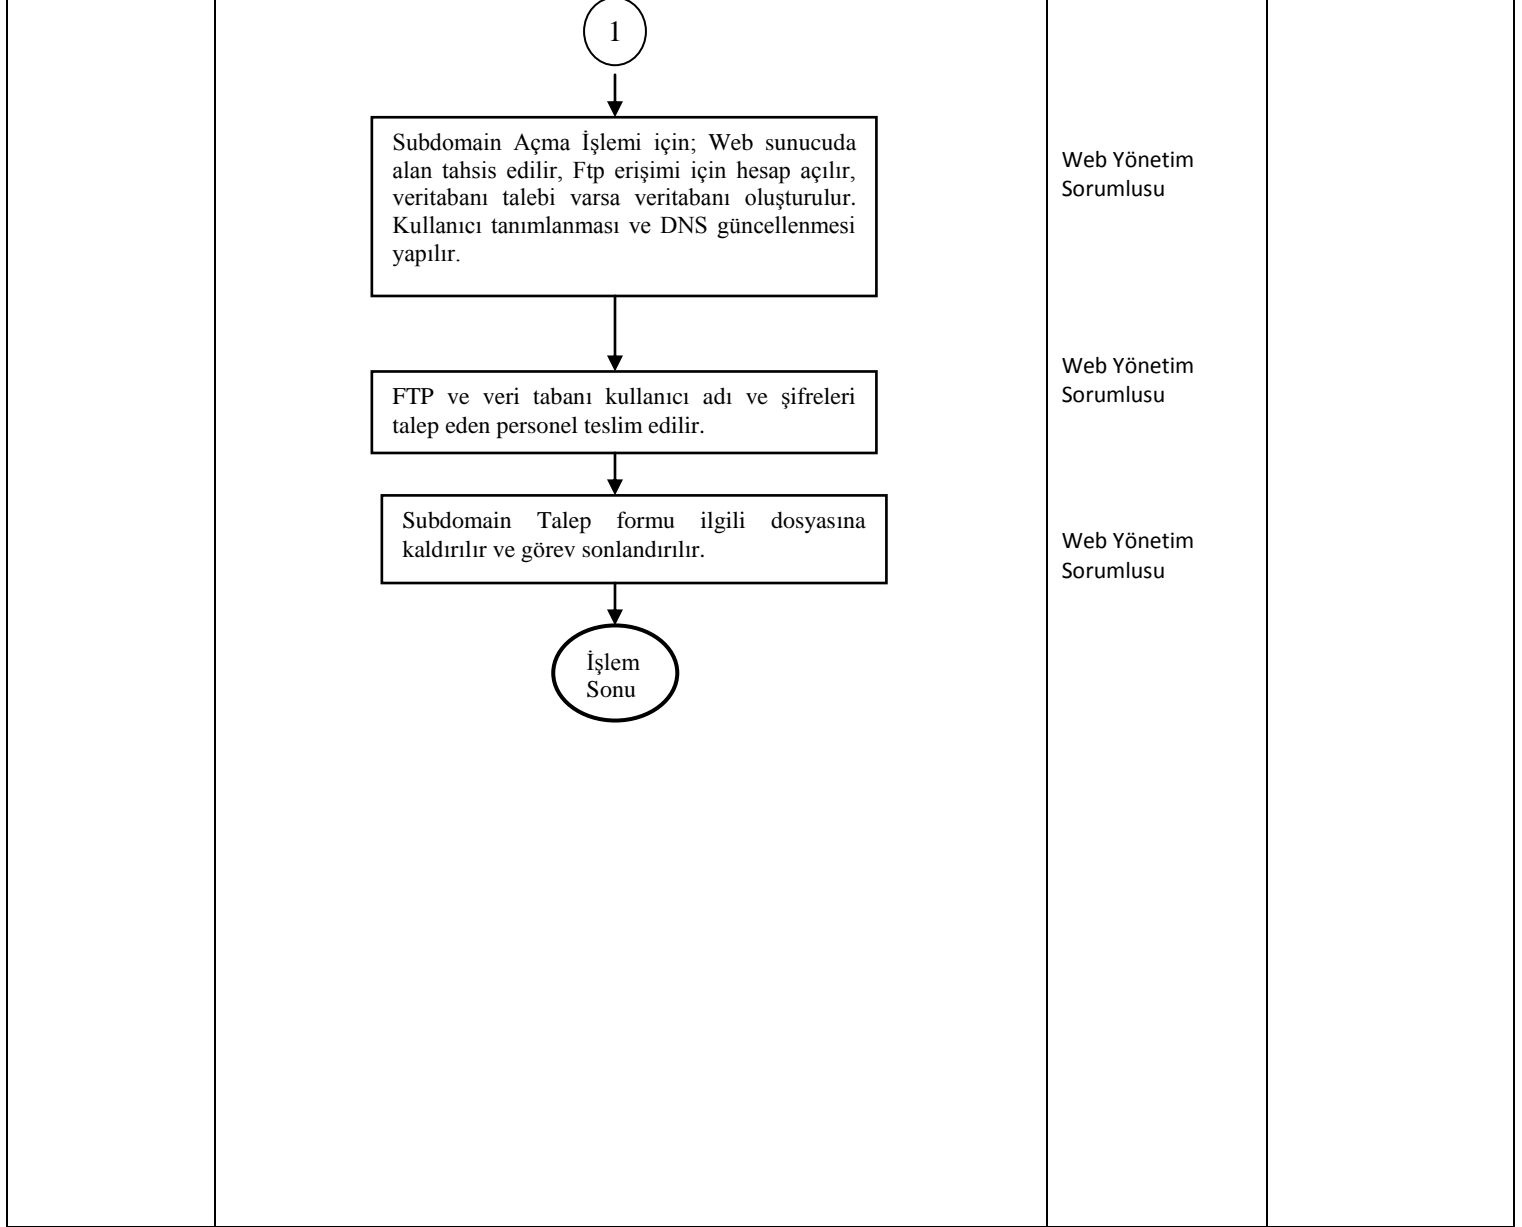 1
Subdomain Açma İşlemi için; Web sunucuda
alan tahsis edilir, Ftp erişimi için hesap açılır,
veritabanı talebi varsa veritabanı oluşturulur.
Kullanıcı tanımlanması ve DNS güncellenmesi
yapılır.
Web Yönetim
Sorumlusu
FTP ve veri tabanı kullanıcı adı ve şifreleri
talep eden personel teslim edilir.
Web Yönetim
Sorumlusu
Subdomain Talep formu ilgili dosyasına
kaldırılır ve görev sonlandırılır.
Web Yönetim
Sorumlusu
İşlem
Sonu